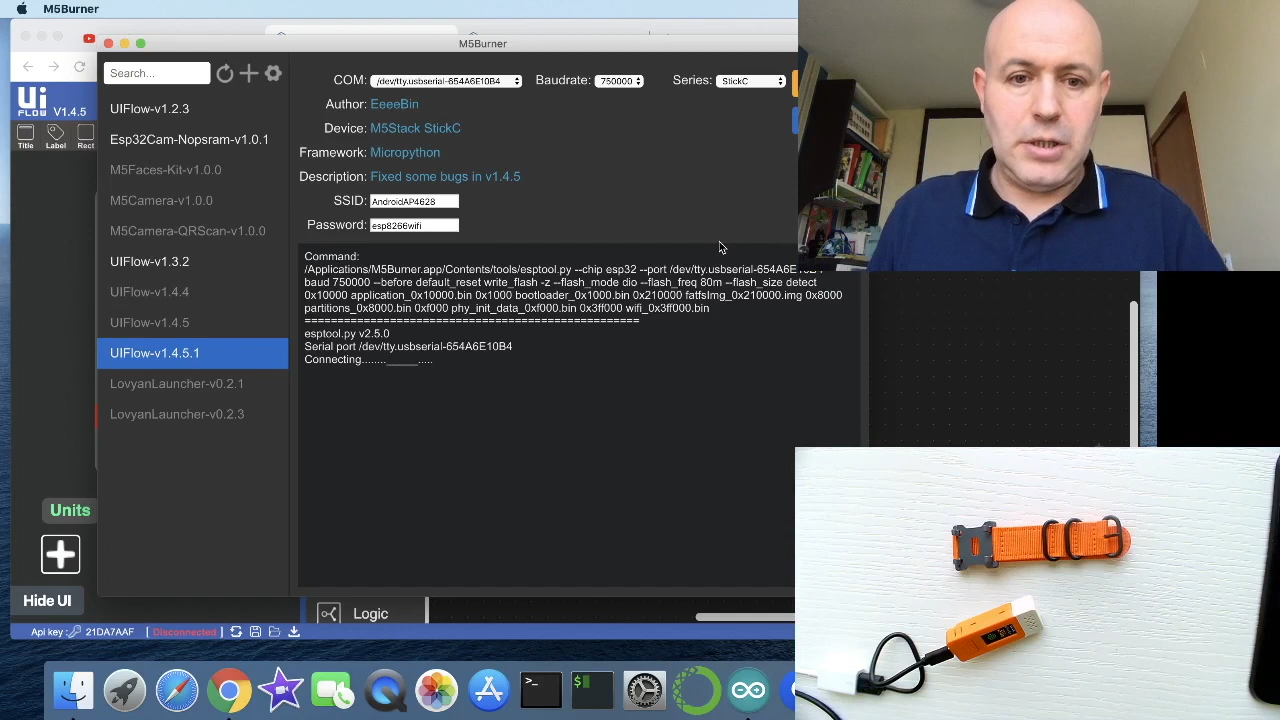 M5Burner
M5Burner
Search...
COM: /dev/tty.usbserial-654A6E10B4 Baudrate: 750000 Series: StickC
Author: EeeeBin
Device: M5Stack StickC
Framework: Micropython
Description: Fixed some bugs in v1.4.5
SSID: AndroidAP4628
Password: esp8266wifi
Ui
FLOW V1.4.5
Title Label Rect
UIFlow-v1.2.3
Esp32Cam-Nopsram-v1.0.1
M5Faces-Kit-v1.0.0
M5Camera-v1.0.0
M5Camera-QRScan-v1.0.0
UIFlow-v1.3.2
UIFlow-v1.4.4
UIFlow-v1.4.5
UIFlow-v1.4.5.1
LovyanLauncher-v0.2.1
LovyanLauncher-v0.2.3
Command:
/Applications/M5Burner.app/Contents/tools/esptool.py --chip esp32 --port /dev/tty.usbserial-654A6E10B4
baud 750000 --before default_reset write_flash -z --flash_mode dio --flash_freq 80m --flash_size detect
0x10000 application_0x10000.bin 0x1000 bootloader_0x1000.bin 0x210000 fatfsImg_0x210000.img 0x8000
partitions_0x8000.bin 0xf000 phy_init_data_0xf000.bin 0x3ff000 wifi_0x3ff000.bin
====================================================
esptool.py v2.5.0
Serial port /dev/tty.usbserial-654A6E10B4
Connecting........_____.....
Units
Hide UI
Logic
Api key: 21DA7AAF [ Disconnected ]